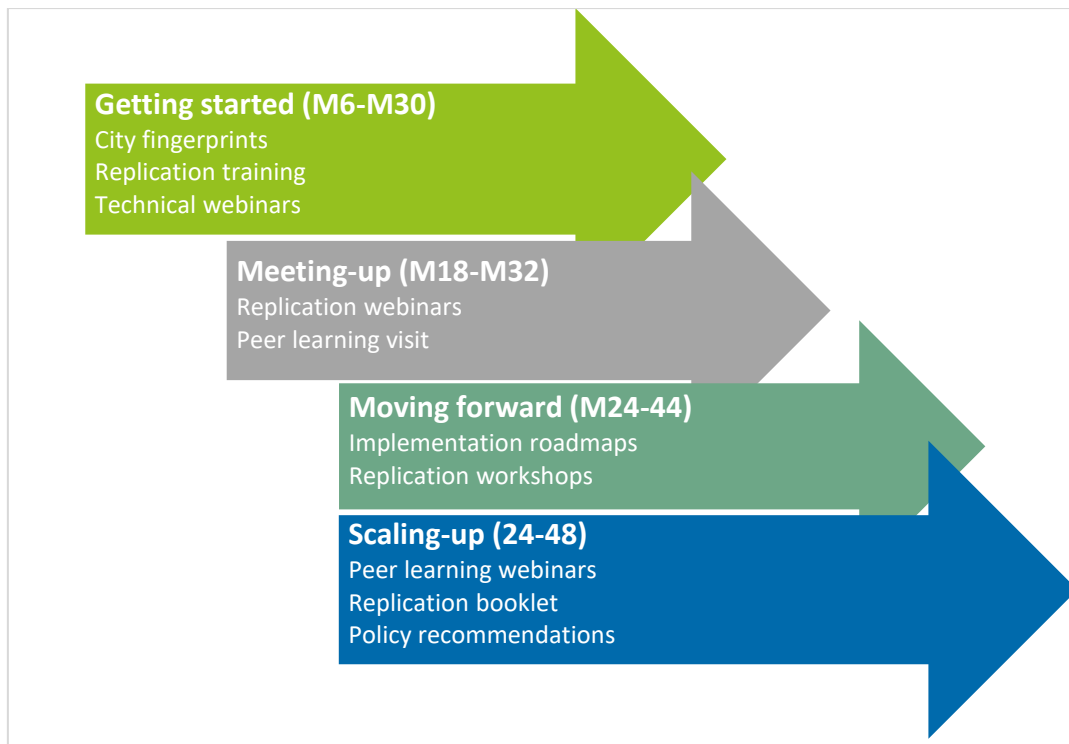 Getting started (M6-M30)
City fingerprints
Replication training
Technical webinars
Meeting-up (M18-M32)
Replication webinars
Peer learning visit
Moving forward (M24-44)
Implementation roadmaps
Replication workshops
Scaling-up (24-48)
Peer learning webinars
Replication booklet
Policy recommendations